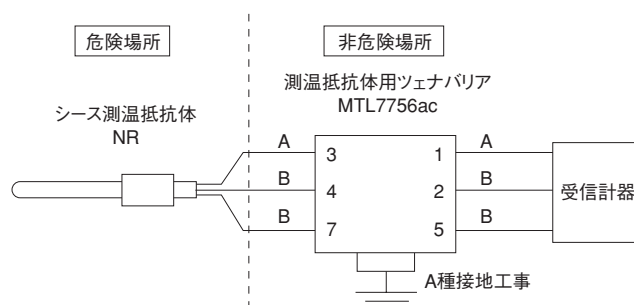 危険場所
非危険場所
測温抵抗体用ツェナバリア
MTL7756ac
シース測温抵抗体
NR
A
3
1
A
B
4
2
B
受信計器
B
7
5
B
A種接地工事